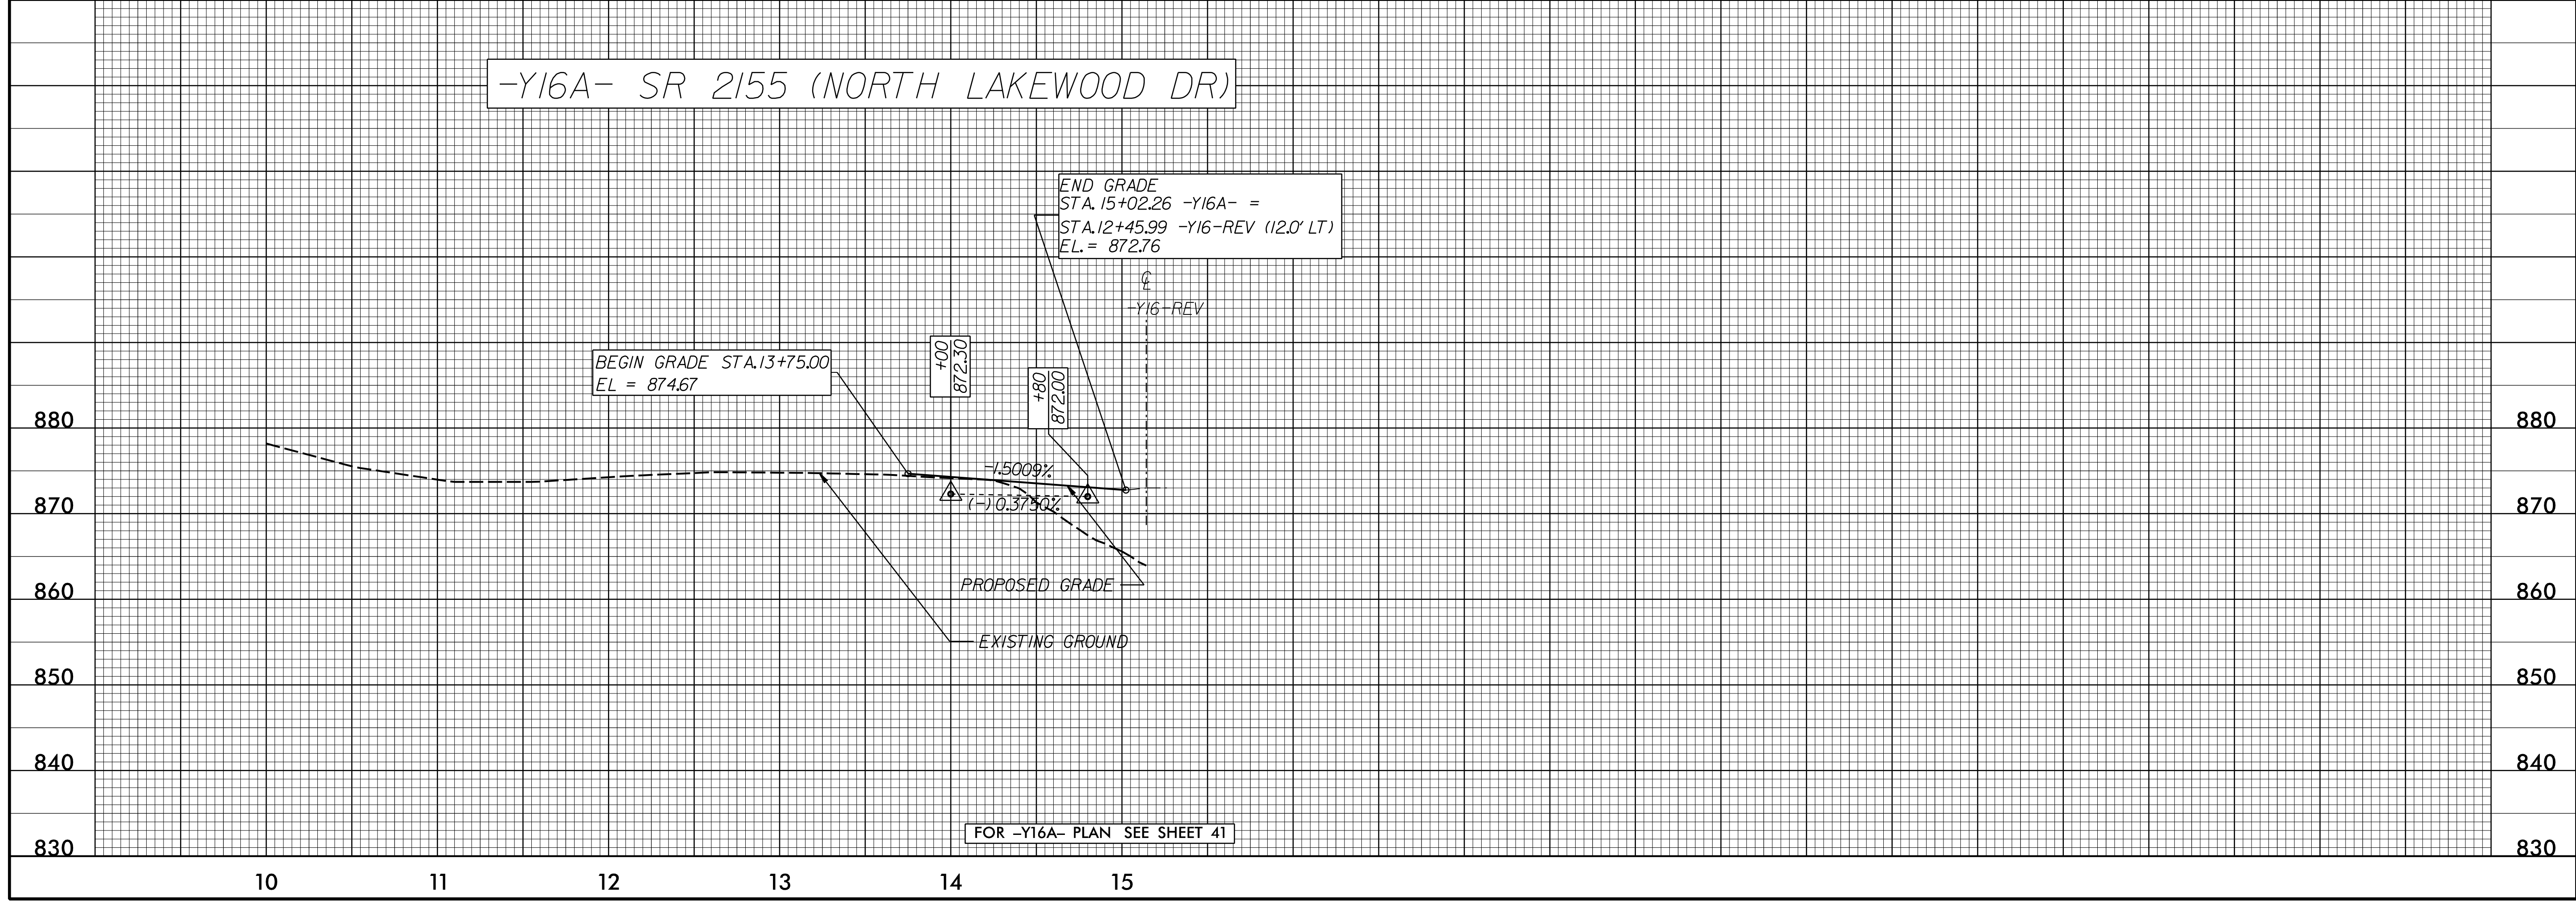 -Y16A- SR 2155 (NORTH LAKEWOOD DR)
END GRADE
STA.15+02.26 -Y16A- =
STA.12+45.99 -Y16-REV (12.0' LT)
EL.= 872.76
℄
-Y16-REV
BEGIN GRADE STA.13+75.00
EL = 874.67
+00
872.30
+80
872.00
880
880
-1.5009%
(-) 0.3750%
870
870
PROPOSED GRADE
860
860
EXISTING GROUND
850
850
840
840
FOR -Y16A- PLAN SEE SHEET 41
830
830
10 11 12 13 14 15